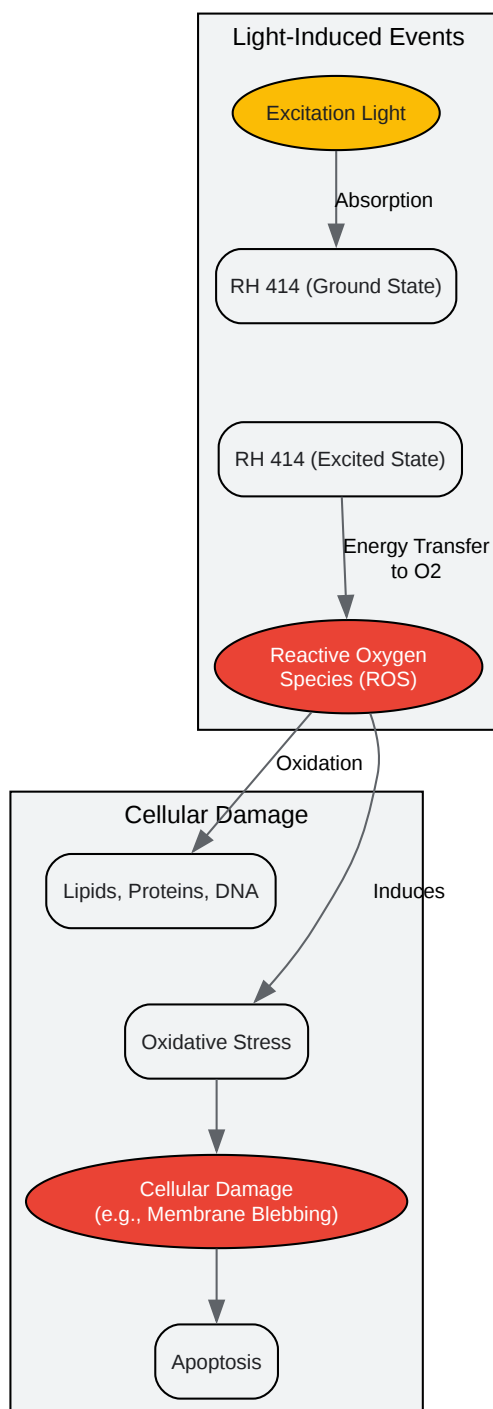 Light-Induced Events
Excitation Light
Absorption
RH 414 (Ground State)
RH 414 (Excited State)
Energy Transfer
to O2
Reactive Oxygen
Species (ROS)
Oxidation
Cellular Damage
Lipids, Proteins, DNA
Induces
Oxidative Stress
Cellular Damage
(e.g., Membrane Blebbing)
Apoptosis